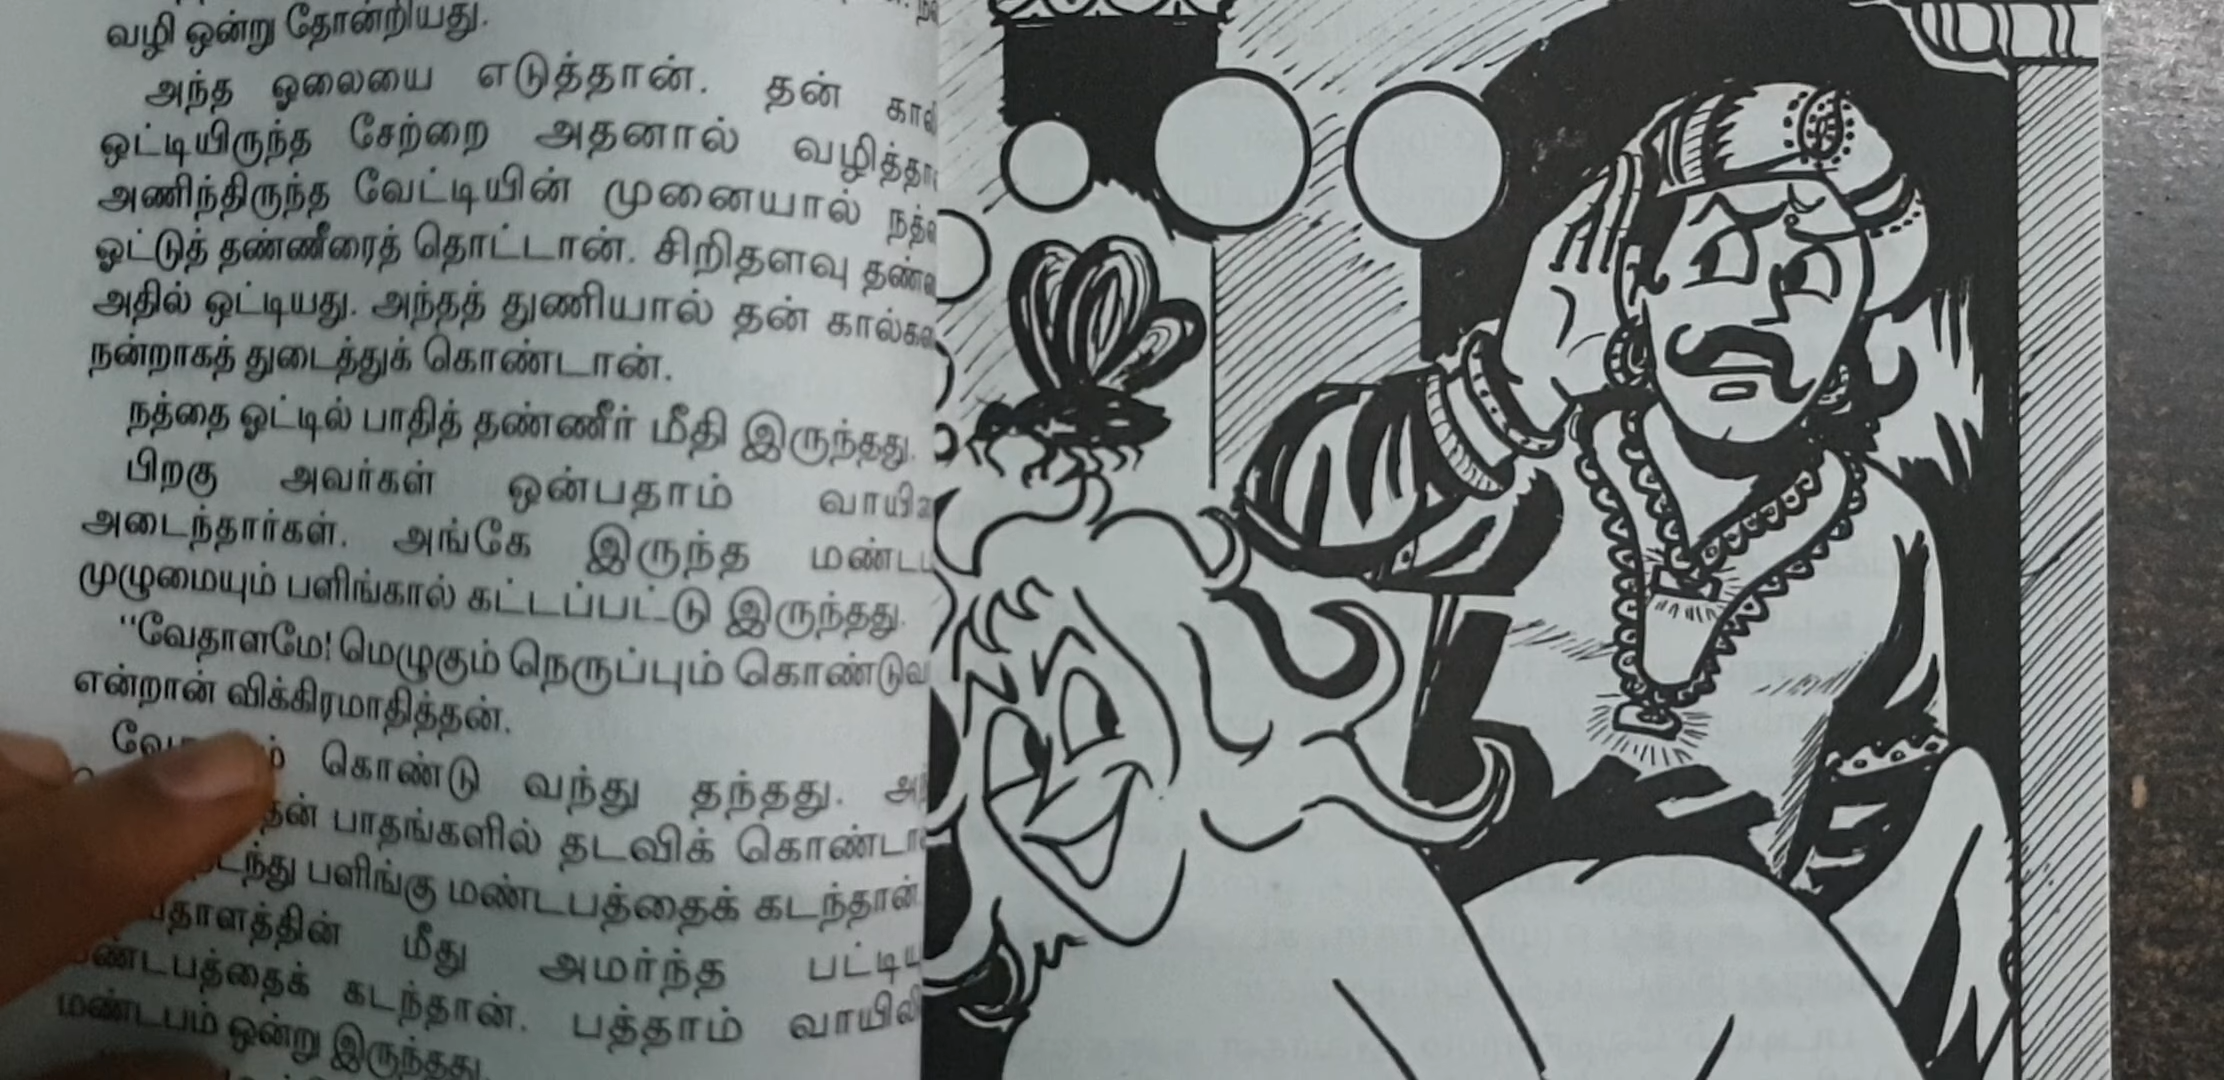 வழி ஒன்று தோன்றியது.
அந்த ஓலையை எடுத்தான். தன்
ஒட்டியிருந்த சேற்றை அதனால்
அணிந்திருந்த வேட்டியின் முனையால்
ஓட்டுத் தண்ணீரைத் தொட்டான். சிறிதளவு
அதில் ஒட்டியது. அந்தத் துணியால் தன்
நன்றாகத் துடைத்துக் கொண்டான்.
நத்தை ஓட்டில் பாதித் தண்ணீர் மீதி இருந்தது.
பிறகு அவர்கள் ஒன்பதாம்
அடைந்தார்கள். அங்கே இருந்த
முழுமையும் பளிங்கால் கட்டப்பட்டு இருந்தது.
"வேதாளமே! மெழுகும் நெருப்பும்
என்றான் விக்கிரமாதித்தன்.
கொண்டு வந்து தந்தது.
தன் பாதங்களில் தடவிக்
பளிங்கு மண்டபத்தைக் கடந்தான்.
மீது அமர்ந்த
கடந்தான். பத்தாம்
மண்டபம் ஒன்று இருந்தது.